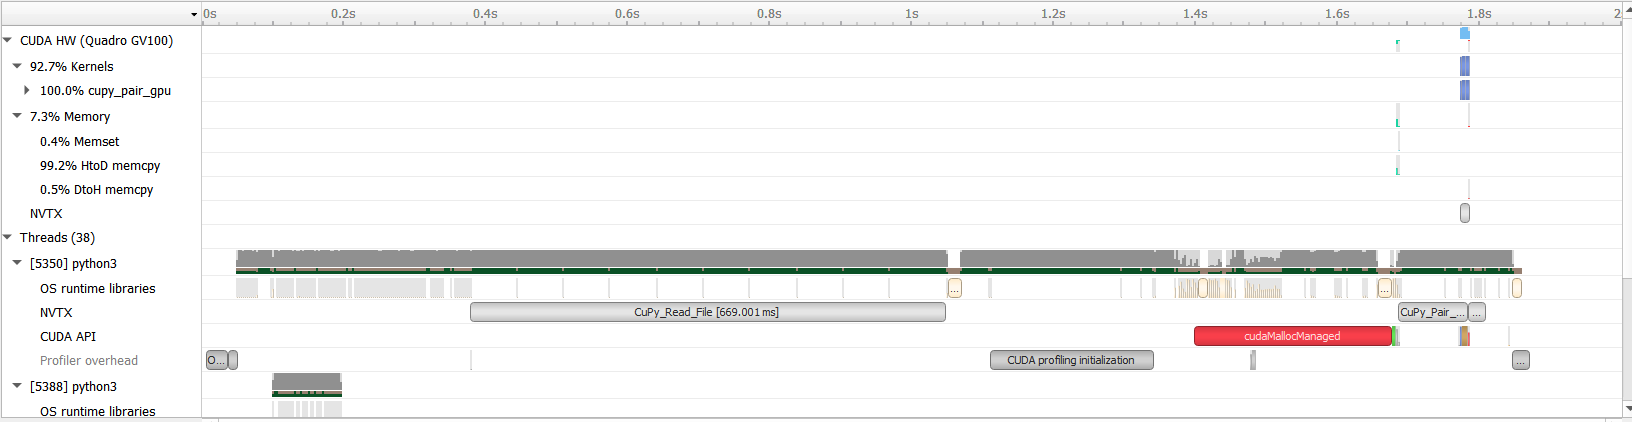 0s 0.2s 0.4s 0.6s 0.8s 1s 1.2s 1.4s 1.6s 1.8s 2
CUDA HW (Quadro GV100)
92.7% Kernels
100.0% cupy_pair_gpu
7.3% Memory
0.4% Memset
99.2% HtoD memcpy
0.5% DtoH memcpy
NVTX
Threads (38)
[5350] python3
OS runtime libraries ... ...
NVTX CuPy_Read_File [669.001 ms] CuPy_Pair_... ...
CUDA API cudaMallocManaged
Profiler overhead O... CUDA profiling initialization ...
[5388] python3
OS runtime libraries